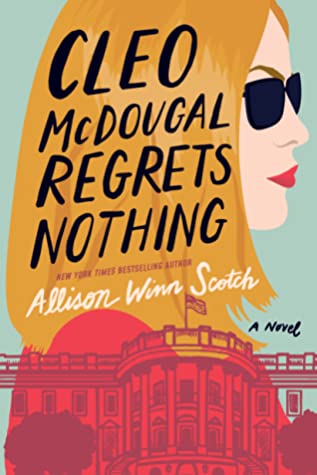 CLEO
McDOUGAL
REGRETS
NOTHING
NEW YORK TIMES BESTSELLING AUTHOR
Allison Winn Scotch
A Novel